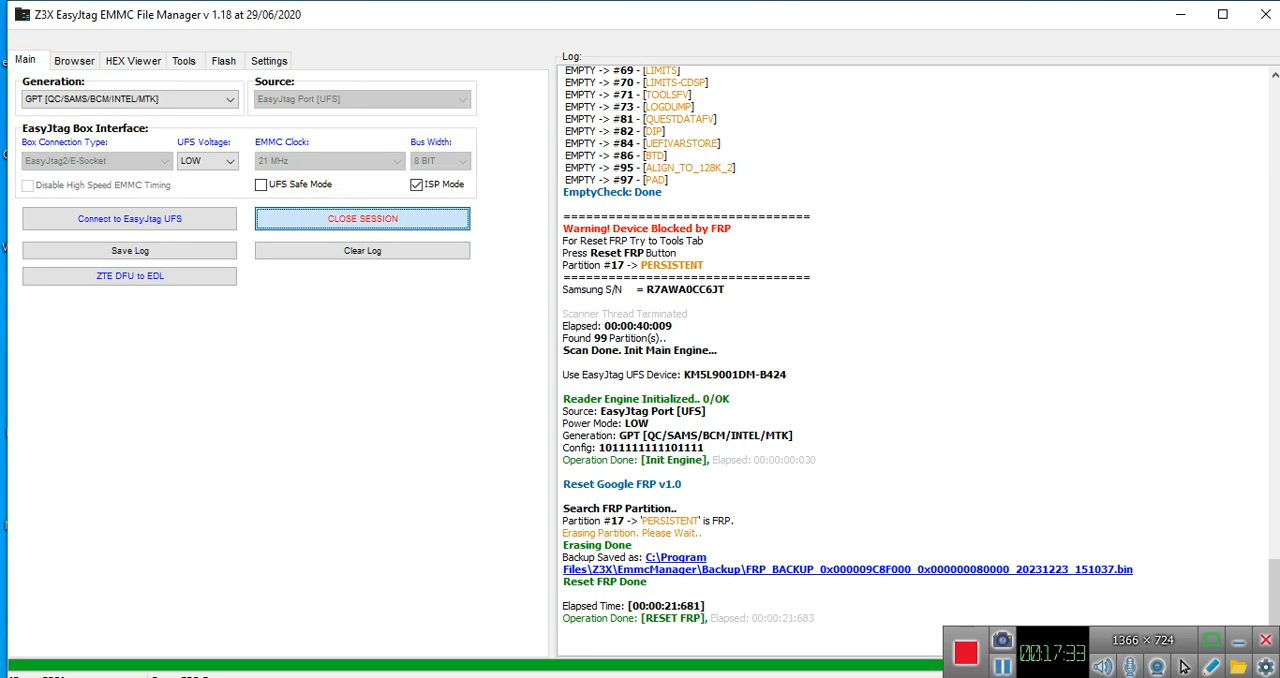 Z3X EasyJtag EMMC File Manager v 1.18 at 29/06/2020
Main
Browser
HEX Viewer
Tools
Flash
Settings
Generation:
Source:
GPT [QC/SAMS/BCM/INTEL/MTK]
EasyJtag Port [UFS]
EasyJtag Box Interface:
Box Connection Type:
UFS Voltage:
EMMC Clock:
Bus Width:
EasyJtag2/E-Socket
LOW
21 MHz
8 BIT
Disable High Speed EMMC Timing
UFS Safe Mode
ISP Mode
Connect to EasyJtag UFS
CLOSE SESSION
Save Log
Clear Log
ZTE DFU to EDL
Log:
EMPTY -> #69 - [LIMITS]
EMPTY -> #70 - [LIMITS-CDSP]
EMPTY -> #71 - [TOOLSFV]
EMPTY -> #73 - [LOGDUMP]
EMPTY -> #81 - [QUESTDATAFV]
EMPTY -> #82 - [DIP]
EMPTY -> #84 - [UEFIVARSTORE]
EMPTY -> #86 - [BTD]
EMPTY -> #95 - [ALIGN_TO_128K_2]
EMPTY -> #97 - [PAD]
EmptyCheck: Done
=================================
Warning! Device Blocked by FRP
For Reset FRP Try to Tools Tab
Press Reset FRP Button
Partition #17 -> PERSISTENT
=================================
Samsung S/N = R7AWA0CC6JT
Scanner Thread Terminated
Elapsed: 00:00:40:009
Found 99 Partition(s)..
Scan Done. Init Main Engine...
Use EasyJtag UFS Device: KM5L9001DM-B424
Reader Engine Initialized.. 0/OK
Source: EasyJtag Port [UFS]
Power Mode: LOW
Generation: GPT [QC/SAMS/BCM/INTEL/MTK]
Config: 1011111111101111
Operation Done: [Init Engine], Elapsed: 00:00:00:030
Reset Google FRP v1.0
Search FRP Partition..
Partition #17 -> 'PERSISTENT' is FRP.
Erasing Partition. Please Wait..
Erasing Done
Backup Saved as: C:\Program
Files\Z3X\EmmcManager\Backup\FRP_BACKUP_0x000009C8F000_0x000000080000_20231223_151037.bin
Reset FRP Done
Elapsed Time: [00:00:21:681]
Operation Done: [RESET FRP], Elapsed: 00:00:21:683
1366 × 724
00:17:33